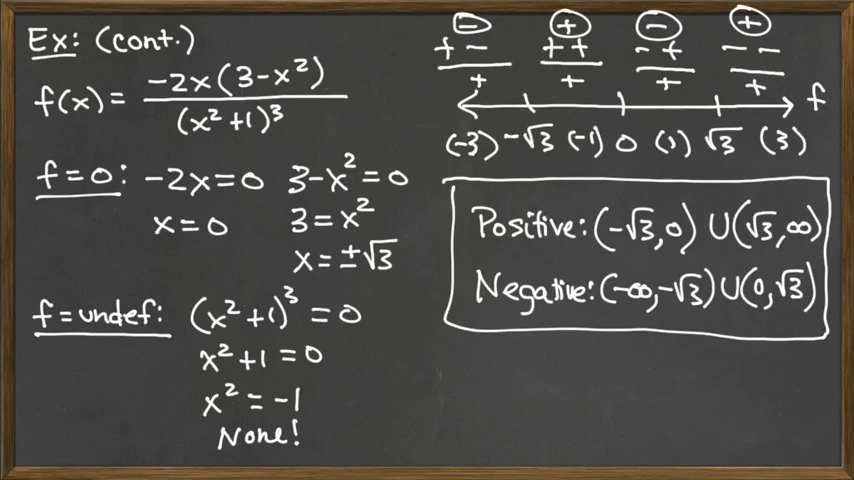 Ex: (cont.)
f(x) = -2x(3-x²) / (x²+1)³
f=0: -2x=0 3-x²=0
x=0 3=x²
x=±√3
f=undef: (x²+1)³=0
x²+1=0
x²=-1
None!
⊖ ⊕ ⊖ ⊕
+- ++ -+ --
+ + + +
f
(-3) -√3 (-1) 0 (1) √3 (3)
Positive: (-√3,0) ∪ (√3,∞)
Negative: (-∞,-√3) ∪ (0,√3)